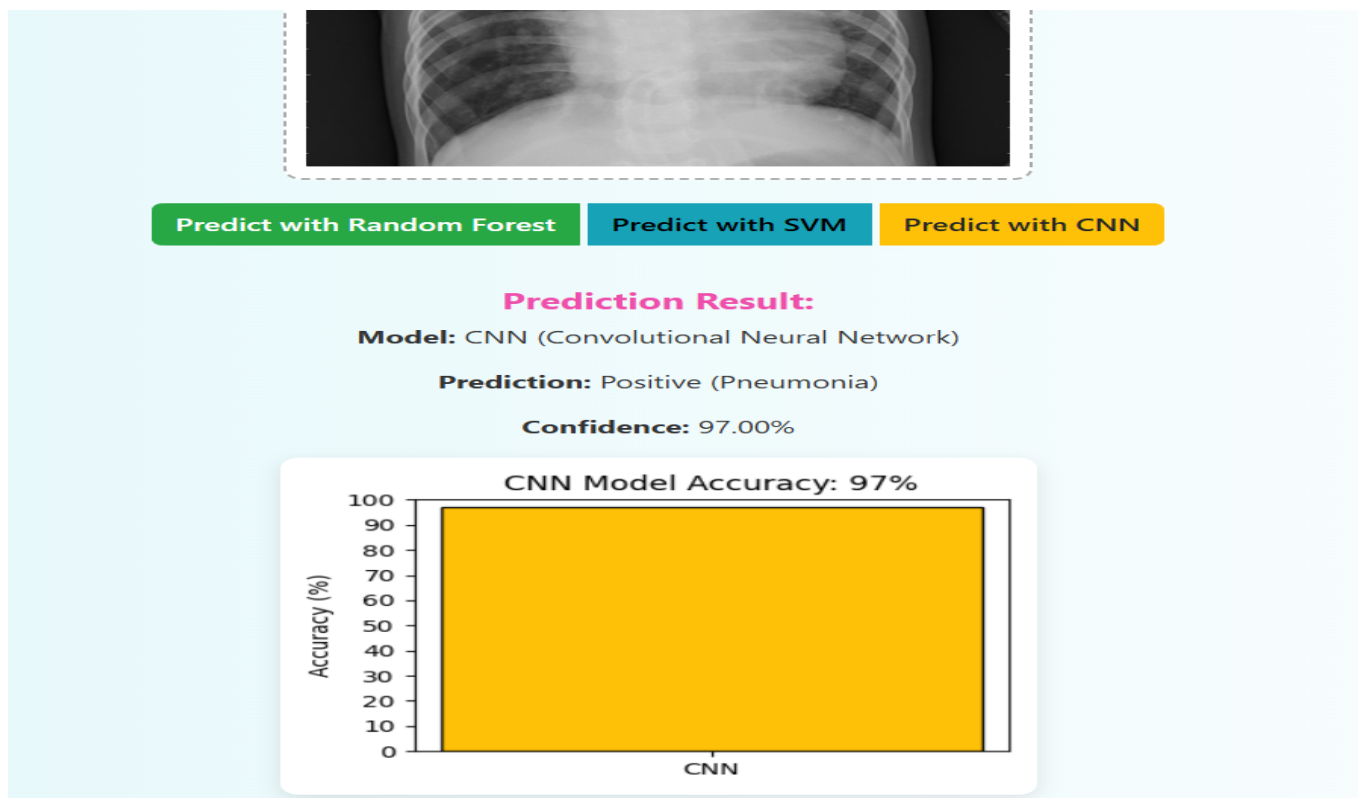 Predict with Random Forest Predict with SVM Predict with CNN
Prediction Result:
Model: CNN (Convolutional Neural Network)
Prediction: Positive (Pneumonia)
Confidence: 97.00%
CNN Model Accuracy: 97%
100
90
80
70
60
50
40
30
20
10
0
Accuracy (%)
CNN